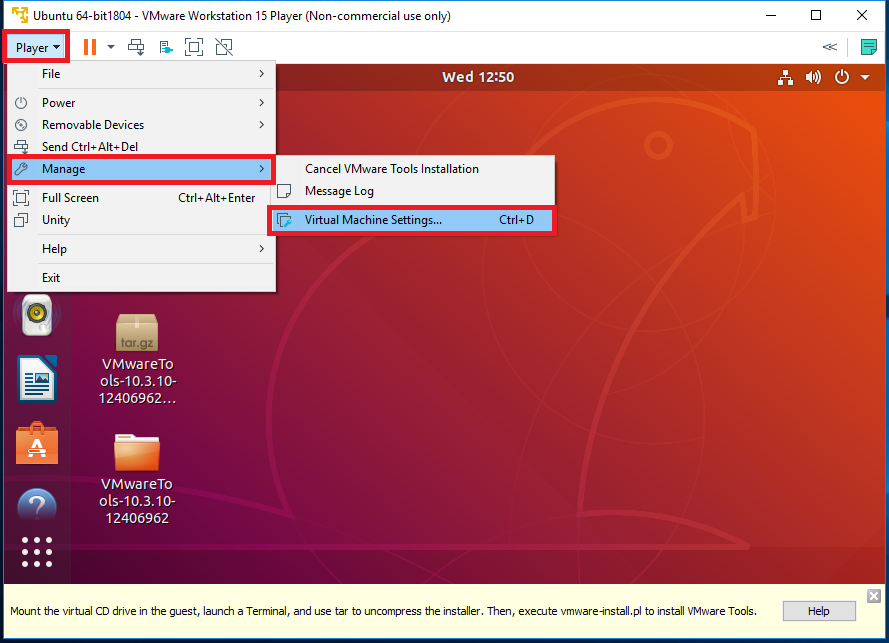 Ubuntu 64-bit1804 - VMware Workstation 15 Player (Non-commercial use only)
Player
Wed 12:50
File
Power
Removable Devices
Send Ctrl+Alt+Del
Manage
Cancel VMware Tools Installation
Message Log
Full Screen Ctrl+Alt+Enter
Virtual Machine Settings... Ctrl+D
Unity
Help
Exit
tar.gz
VMwareTo
ols-10.3.10-
12406962...
VMwareTo
ols-10.3.10-
12406962
Mount the virtual CD drive in the guest, launch a Terminal, and use tar to uncompress the installer. Then, execute vmware-install.pl to install VMware Tools.
Help